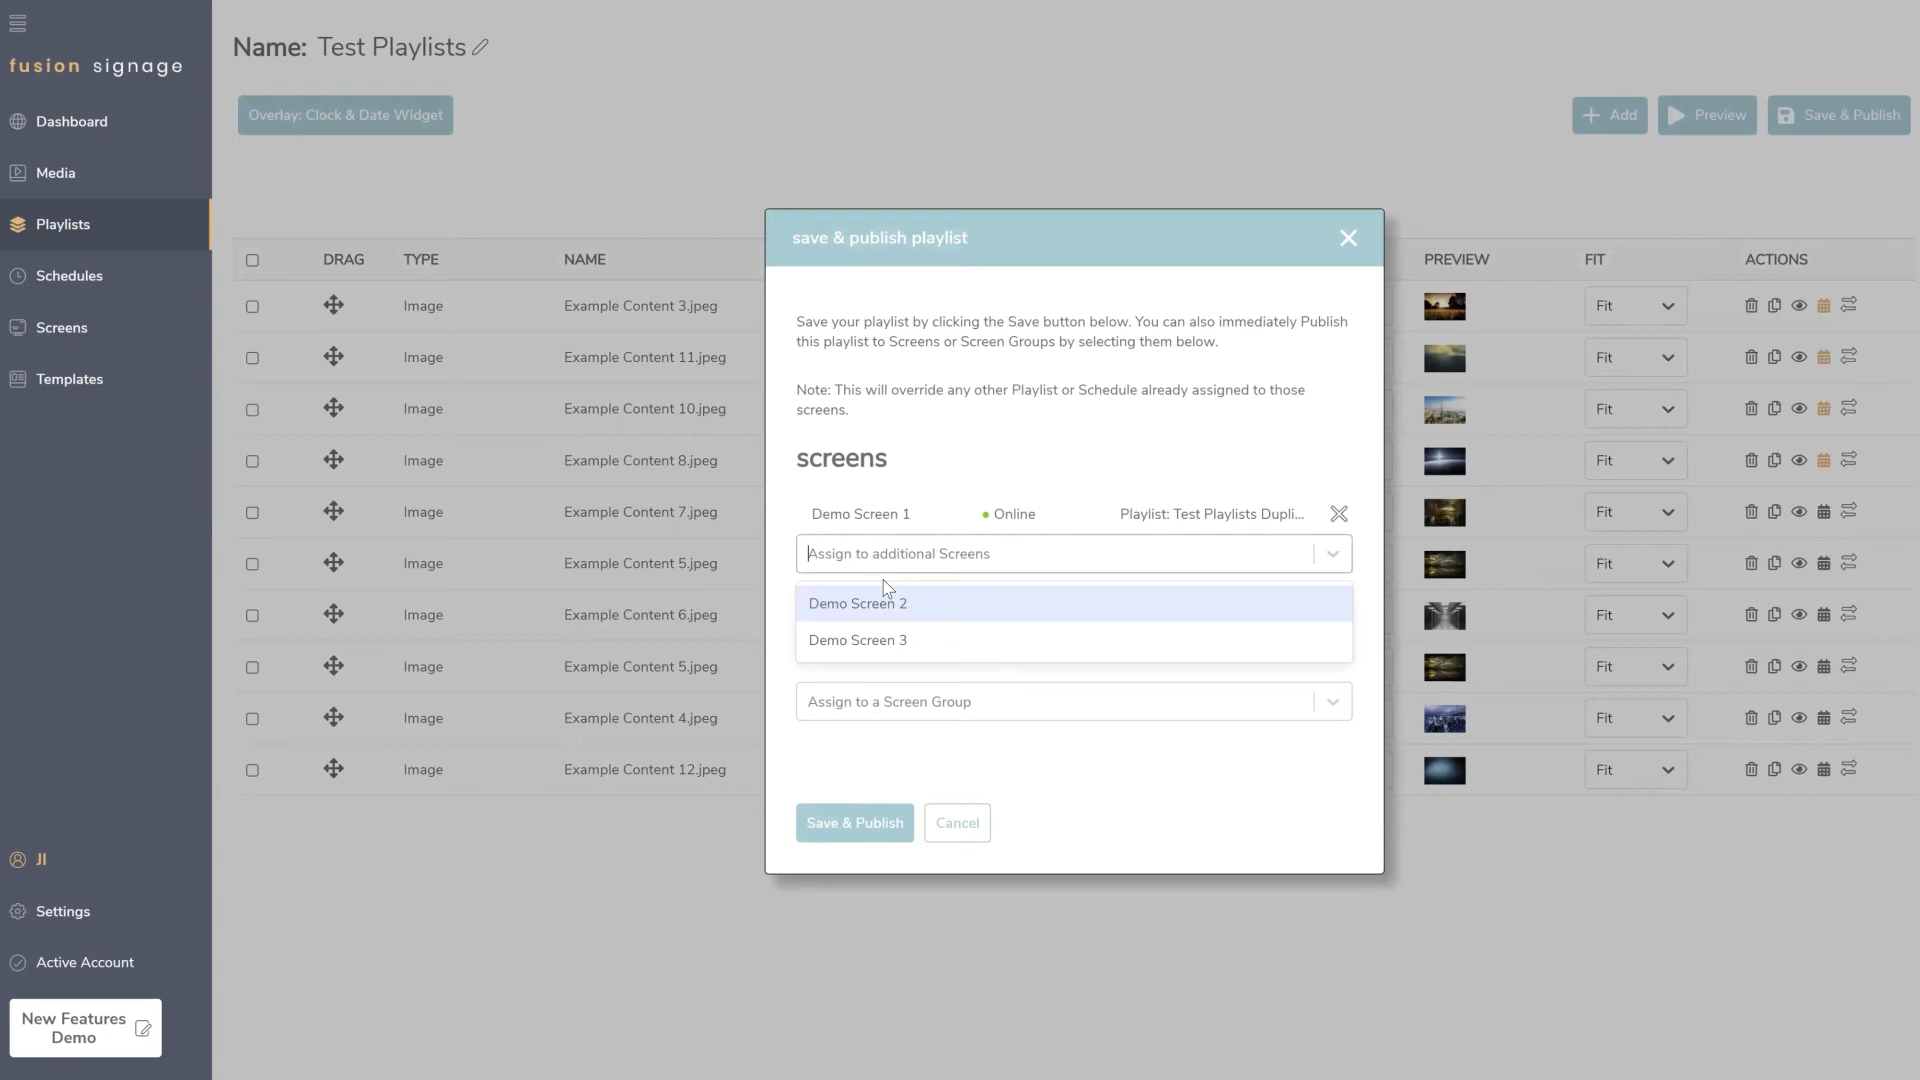 Name: Test Playlists
fusion signage
Overlay: Clock & Date Widget
Add
Preview
Save & Publish
Dashboard
Media
Playlists
Schedules
Screens
Templates
JI
Settings
Active Account
New Features
Demo
DRAG TYPE NAME PREVIEW FIT ACTIONS
Image Example Content 3.jpeg Fit
Image Example Content 11.jpeg Fit
Image Example Content 10.jpeg Fit
Image Example Content 8.jpeg Fit
Image Example Content 7.jpeg Fit
Image Example Content 5.jpeg Fit
Image Example Content 6.jpeg Fit
Image Example Content 5.jpeg Fit
Image Example Content 4.jpeg Fit
Image Example Content 12.jpeg Fit
save & publish playlist
Save your playlist by clicking the Save button below. You can also immediately Publish
this playlist to Screens or Screen Groups by selecting them below.
Note: This will override any other Playlist or Schedule already assigned to those
screens.
screens
Demo Screen 1 Online Playlist: Test Playlists Dupli...
Assign to additional Screens
Demo Screen 2
Demo Screen 3
Assign to a Screen Group
Save & Publish
Cancel